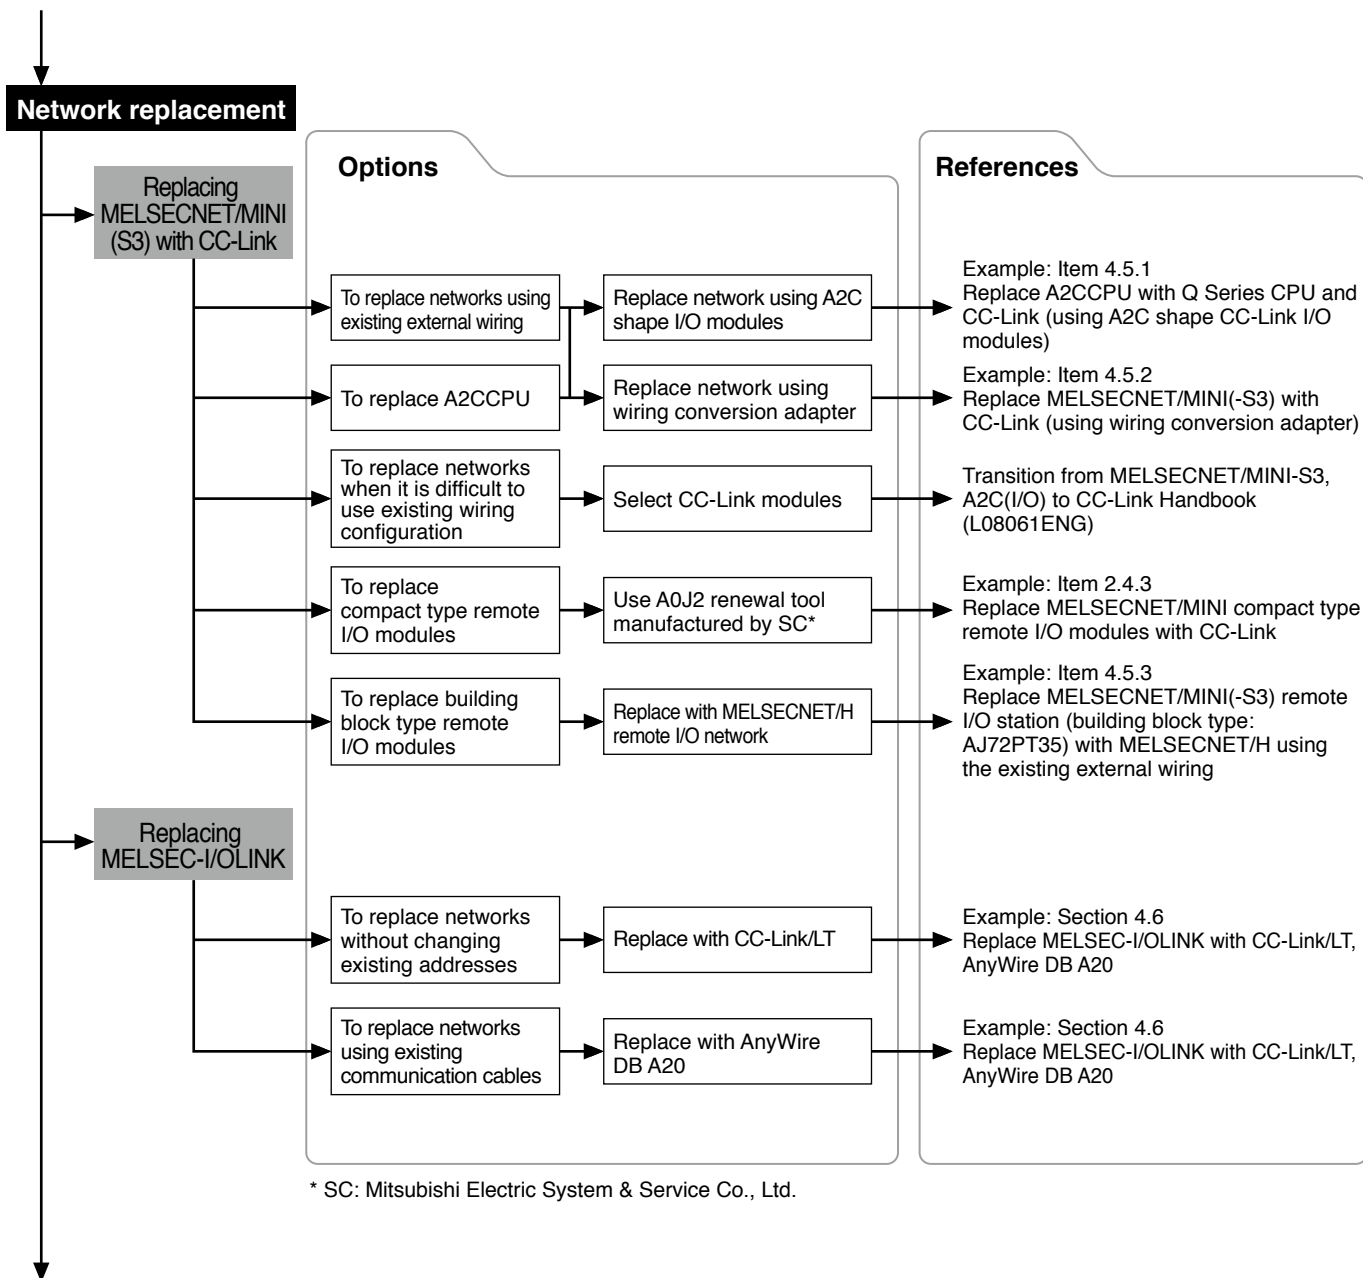 Network replacement
Options
References
Replacing
MELSECNET/MINI
(S3) with CC-Link
To replace networks using
existing external wiring
Replace network using A2C
shape I/O modules
Example: Item 4.5.1
Replace A2CCPU with Q Series CPU and
CC-Link (using A2C shape CC-Link I/O
modules)
To replace A2CCPU
Replace network using
wiring conversion adapter
Example: Item 4.5.2
Replace MELSECNET/MINI(-S3) with
CC-Link (using wiring conversion adapter)
To replace networks
when it is difficult to
use existing wiring
configuration
Select CC-Link modules
Transition from MELSECNET/MINI-S3,
A2C(I/O) to CC-Link Handbook
(L08061ENG)
To replace
compact type remote
I/O modules
Use A0J2 renewal tool
manufactured by SC*
Example: Item 2.4.3
Replace MELSECNET/MINI compact type
remote I/O modules with CC-Link
To replace building
block type remote
I/O modules
Replace with MELSECNET/H
remote I/O network
Example: Item 4.5.3
Replace MELSECNET/MINI(-S3) remote
I/O station (building block type:
AJ72PT35) with MELSECNET/H using
the existing external wiring
Replacing
MELSEC-I/OLINK
To replace networks
without changing
existing addresses
Replace with CC-Link/LT
Example: Section 4.6
Replace MELSEC-I/OLINK with CC-Link/LT,
AnyWire DB A20
To replace networks
using existing
communication cables
Replace with AnyWire
DB A20
Example: Section 4.6
Replace MELSEC-I/OLINK with CC-Link/LT,
AnyWire DB A20
* SC: Mitsubishi Electric System & Service Co., Ltd.